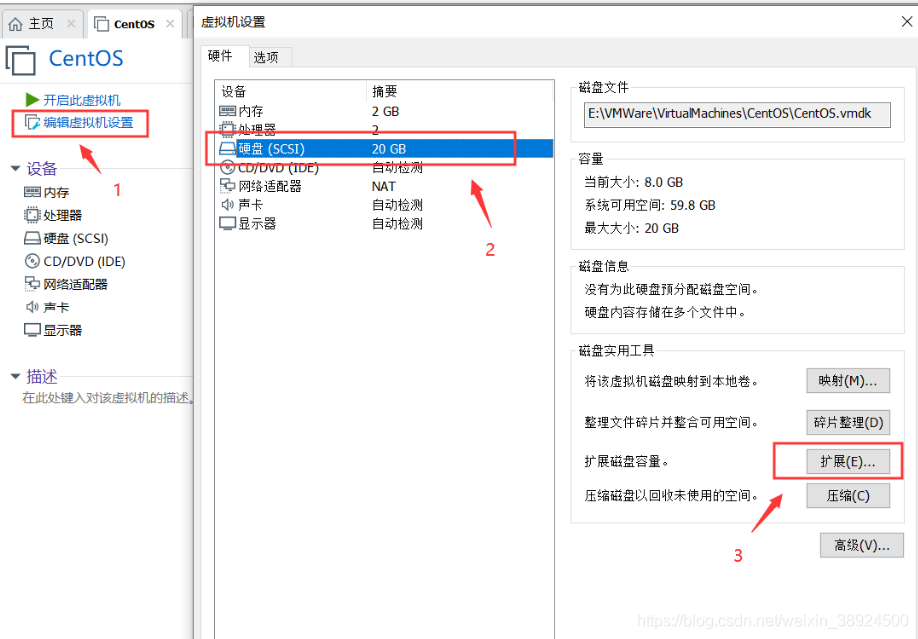 主页 × CentOS ×
CentOS
开启此虚拟机
编辑虚拟机设置
1
设备
内存
处理器
硬盘 (SCSI)
CD/DVD (IDE)
网络适配器
声卡
显示器
描述
在此处键入对该虚拟机的描述。
虚拟机设置
硬件 选项
设备 摘要
内存 2 GB
处理器 2
硬盘 (SCSI) 20 GB
CD/DVD (IDE) 自动检测
网络适配器 NAT
声卡 自动检测
显示器 自动检测
2
磁盘文件
E:\VMWare\VirtualMachines\CentOS\CentOS.vmdk
容量
当前大小: 8.0 GB
系统可用空间: 59.8 GB
最大大小: 20 GB
磁盘信息
没有为此硬盘预分配磁盘空间。
硬盘内容存储在多个文件中。
磁盘实用工具
将该虚拟机磁盘映射到本地卷。 映射(M)...
整理文件碎片并整合可用空间。 碎片整理(D)
扩展磁盘容量。 扩展(E)...
压缩磁盘以回收未使用的空间。 压缩(C)
3
高级(V)...
https://blog.csdn.net/weixin_38924500